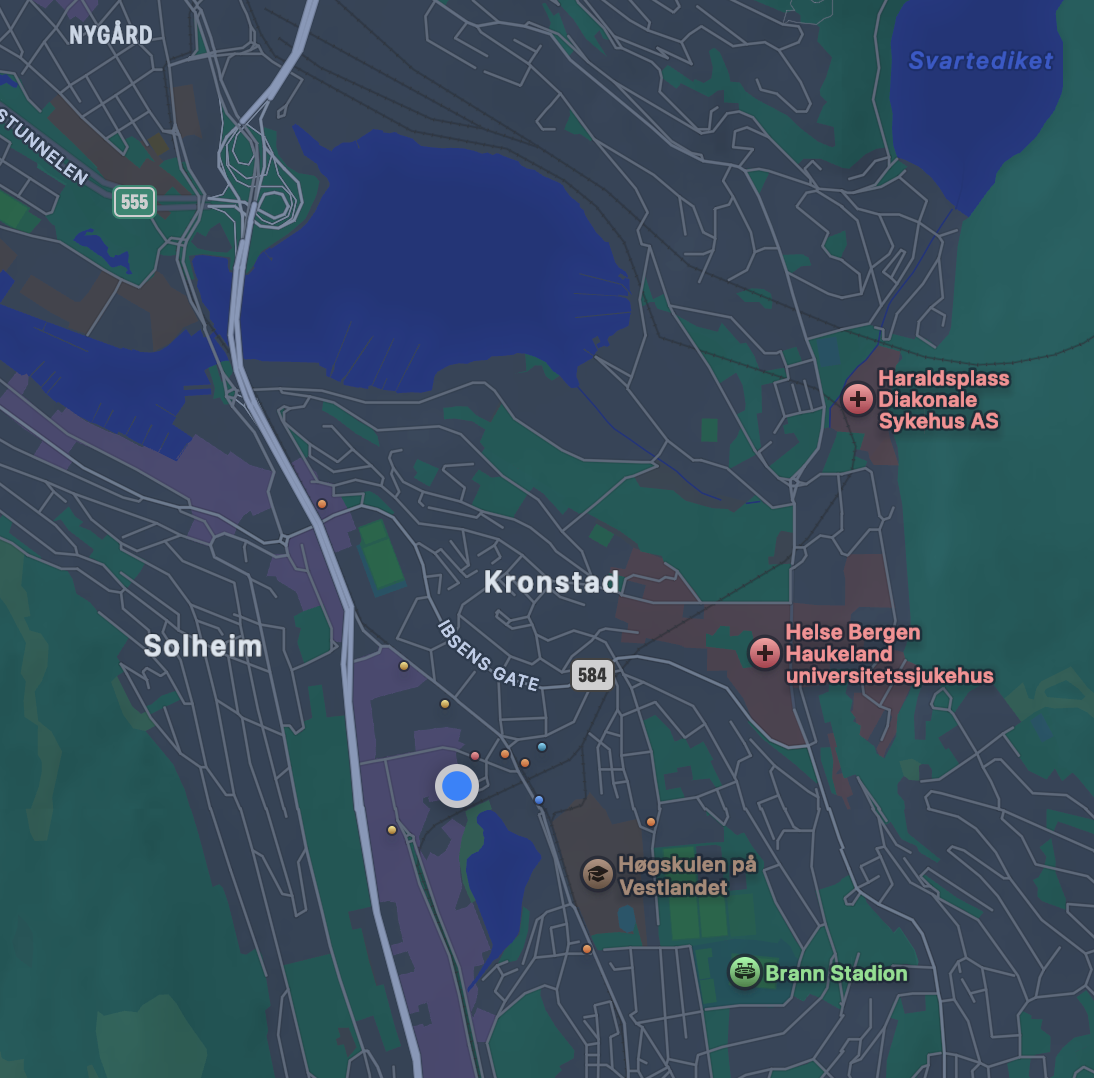 NYGÅRD
Svartediket
STUNNELEN
555
Haraldsplass
Diakonale
Sykehus AS
Kronstad
Solheim
IBSENS GATE
584
Helse Bergen
Haukeland
universitetssjukehus
Høgskulen på
Vestlandet
Brann Stadion